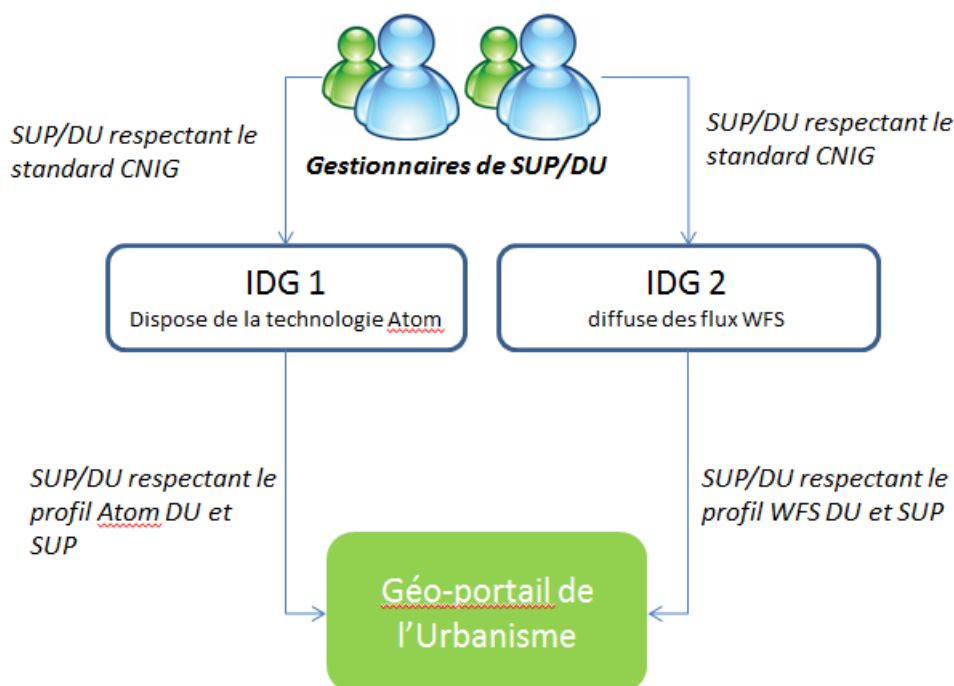 SUP/DU respectant le
standard CNIG
Gestionnaires de SUP/DU
SUP/DU respectant le
standard CNIG
IDG 1
Dispose de la technologie Atom
IDG 2
diffuse des flux WFS
SUP/DU respectant le
profil Atom DU et
SUP
SUP/DU respectant le
profil WFS DU et SUP
Géo-portail de
l'Urbanisme